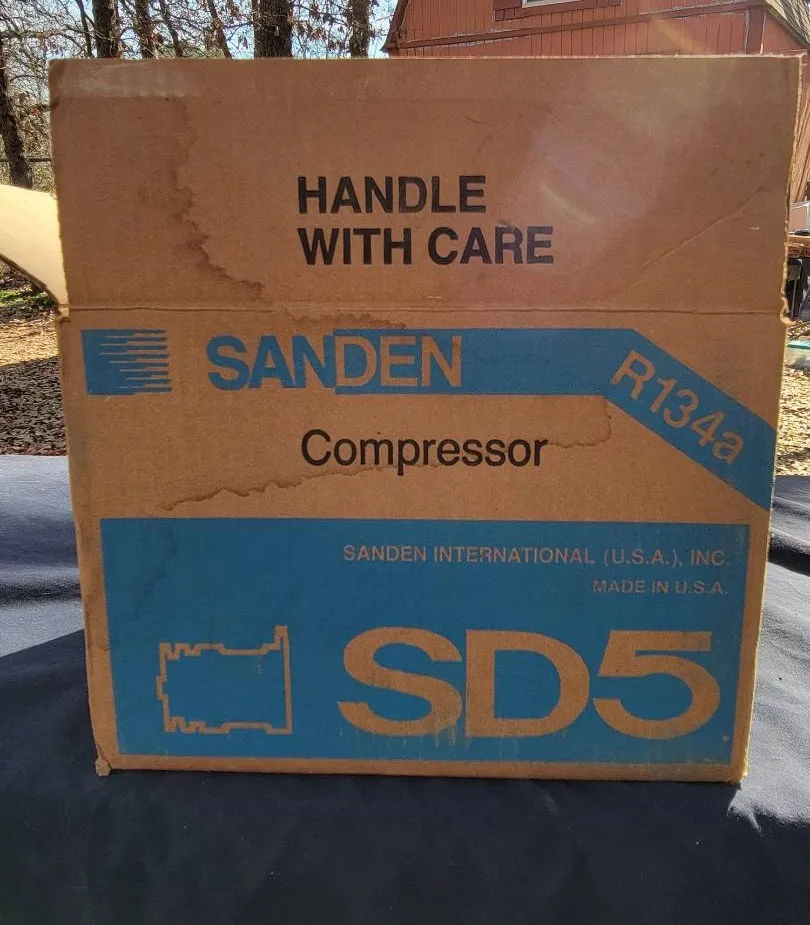 HANDLE
WITH CARE
SANDEN
R134a
Compressor
SANDEN INTERNATIONAL (U.S.A.), INC.
MADE IN U.S.A.
SD5